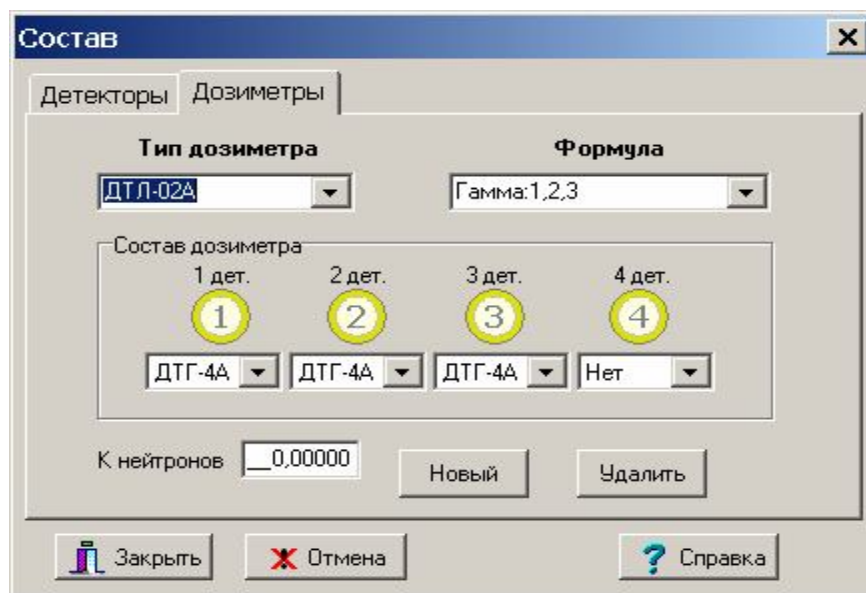 Состав
Детекторы Дозиметры
Тип дозиметра Формула
ДТЛ-02А Гамма:1,2,3
Состав дозиметра
1 дет. 2 дет. 3 дет. 4 дет.
1 2 3 4
ДТГ-4А ДТГ-4А ДТГ-4А Нет
К нейтронов __0,00000 Новый Удалить
Закрыть Отмена ? Справка